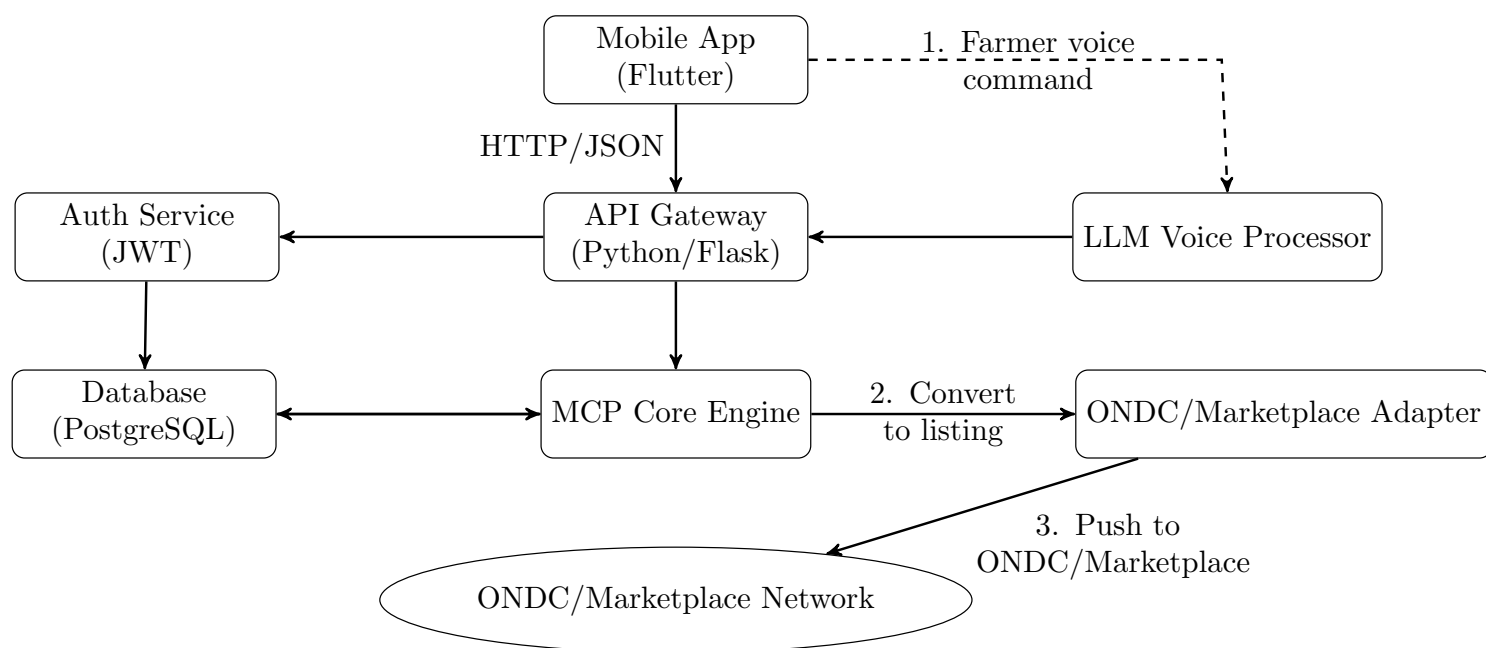 Mobile App
(Flutter)
1. Farmer voice
command
HTTP/JSON
Auth Service
(JWT)
API Gateway
(Python/Flask)
LLM Voice Processor
Database
(PostgreSQL)
MCP Core Engine
2. Convert
to listing
ONDC/Marketplace Adapter
3. Push to
ONDC/Marketplace
ONDC/Marketplace Network